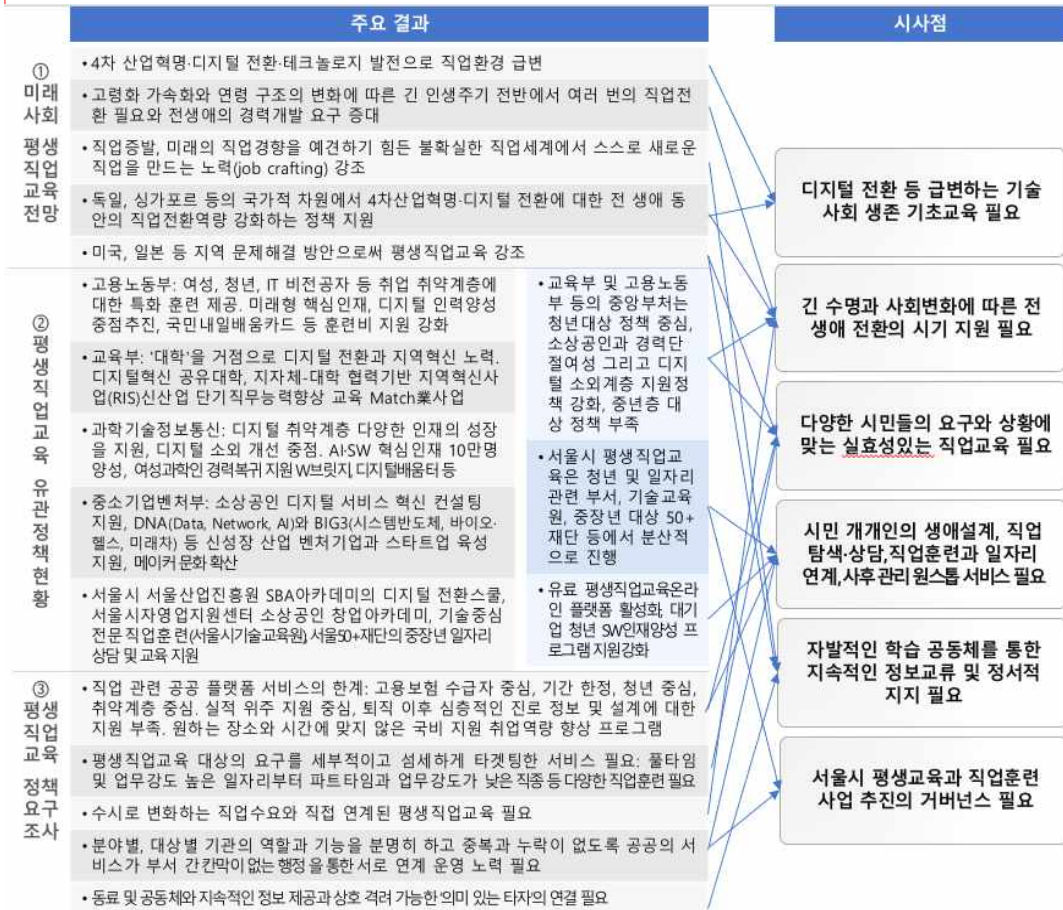 주요 결과
시사점
①
미래
사회
평생
직업
교육
전망
• 4차 산업혁명·디지털 전환·테크놀로지 발전으로 직업환경 급변
• 고령화 가속화와 연령 구조의 변화에 따른 긴 인생주기 전반에서 여러 번의 직업전
환 필요와 전생애의 경력개발 요구 증대
• 직업증발, 미래의 직업경향을 예견하기 힘든 불확실한 직업세계에서 스스로 새로운
직업을 만드는 노력(job crafting) 강조
• 독일, 싱가포르 등의 국가적 차원에서 4차산업혁명·디지털 전환에 대한 전 생애 동
안의 직업전환역량 강화하는 정책 지원
• 미국, 일본 등 지역 문제해결 방안으로써 평생직업교육 강조
②
평
생
직
업
교
육
유
관
정
책
현
황
• 고용노동부: 여성, 청년, IT 비전공자 등 취업 취약계층에
대한 특화 훈련 제공. 미래형 핵심인재, 디지털 인력양성
중점추진, 국민내일배움카드 등 훈련비 지원 강화
• 교육부: '대학'을 거점으로 디지털 전환과 지역혁신 노력.
디지털혁신 공유대학, 지자체-대학 협력기반 지역혁신사
업(RIS)신산업 단기직무능력향상 교육 Match業사업
• 과학기술정보통신: 디지털 취약계층 다양한 인재의 성장
을 지원, 디지털 소외 개선 중점. AI·SW 핵심인재 10만명
양성, 여성과학인 경력복귀 지원 W브릿지, 디지털배움터 등
• 중소기업벤처부: 소상공인 디지털 서비스 혁신 컨설팅
지원, DNA(Data, Network, AI)와 BIG3(시스템반도체, 바이오·
헬스, 미래차) 등 신성장 산업 벤처기업과 스타트업 육성
지원, 메이커 문화 확산
• 서울시 서울산업진흥원 SBA아카데미의 디지털 전환스쿨,
서울시자영업지원센터 소상공인 창업아카데미, 기술중심
전문 직업훈련(서울시기술교육원), 서울50+재단의 중장년 일자리
상담 및 교육 지원
• 교육부 및 고용노동
부 등의 중앙부처는
청년대상 정책 중심,
소상공인과 경력단
절여성 그리고 디지
털 소외계층 지원정
책 강화, 중년층 대
상 정책 부족
• 서울시 평생직업교
육은 청년 및 일자리
관련 부서, 기술교육
원, 중장년 대상 50+
재단 등에서 분산적
으로 진행
• 유료 평생직업교육온라
인 플랫폼 활성화, 대기
업 청년 SW인재양성 프
로그램 지원강화
③
평생
직업
교육
정책
요구
조사
• 직업 관련 공공 플랫폼 서비스의 한계: 고용보험 수급자 중심, 기간 한정, 청년 중심,
취약계층 중심. 실적 위주 지원 중심, 퇴직 이후 심층적인 진로 정보 및 설계에 대한
지원 부족. 원하는 장소와 시간에 맞지 않은 국비 지원 취업역량 향상 프로그램
• 평생직업교육 대상의 요구를 세부적이고 섬세하게 타겟팅한 서비스 필요: 풀타임
및 업무강도 높은 일자리부터 파트타임과 업무강도가 낮은 직종 등 다양한 직업훈련 필요
• 수시로 변화하는 직업수요와 직접 연계된 평생직업교육 필요
• 분야별, 대상별 기관의 역할과 기능을 분명히 하고 중복과 누락이 없도록 공공의 서
비스가 부서 간 칸막이 없는 행정을 통한 서로 연계 운영 노력 필요
• 동료 및 공동체와 지속적인 정보 제공과 상호 격려 가능한 '의미 있는 타자'의 연결 필요
디지털 전환 등 급변하는 기술
사회 생존 기초교육 필요
긴 수명과 사회변화에 따른 전
생애 전환의 시기 지원 필요
다양한 시민들의 요구와 상황에
맞는 실효성있는 직업교육 필요
시민 개개인의 생애설계, 직업
탐색·상담,직업훈련과 일자리
연계,사후관리 원스톱 서비스 필요
자발적인 학습 공동체를 통한
지속적인 정보교류 및 정서적
지지 필요
서울시 평생교육과 직업훈련
사업 추진의 거버넌스 필요